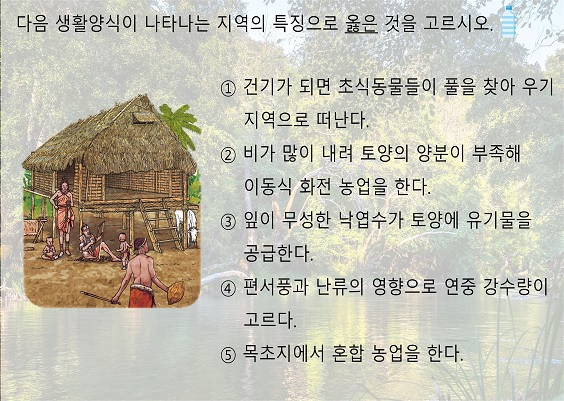 다음 생활양식이 나타나는 지역의 특징으로 옳은 것을 고르시오.
① 건기가 되면 초식동물들이 풀을 찾아 우기
지역으로 떠난다.
② 비가 많이 내려 토양의 양분이 부족해
이동식 화전 농업을 한다.
③ 잎이 무성한 낙엽수가 토양에 유기물을
공급한다.
④ 편서풍과 난류의 영향으로 연중 강수량이
고르다.
⑤ 목초지에서 혼합 농업을 한다.